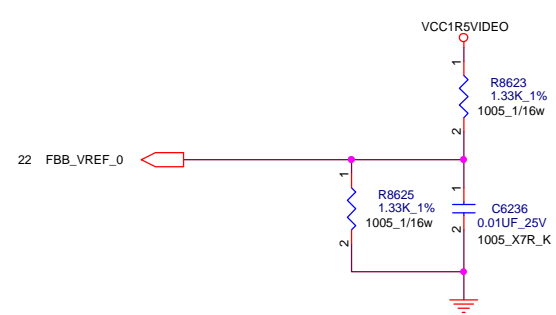 VCC1R5VIDEO
1
R8623
1.33K_1%
1005_1/16w
2
22 FBB_VREF_0
1
R8625
1.33K_1%
1005_1/16w
2
1
C6236
0.01UF_25V
2
1005_X7R_K